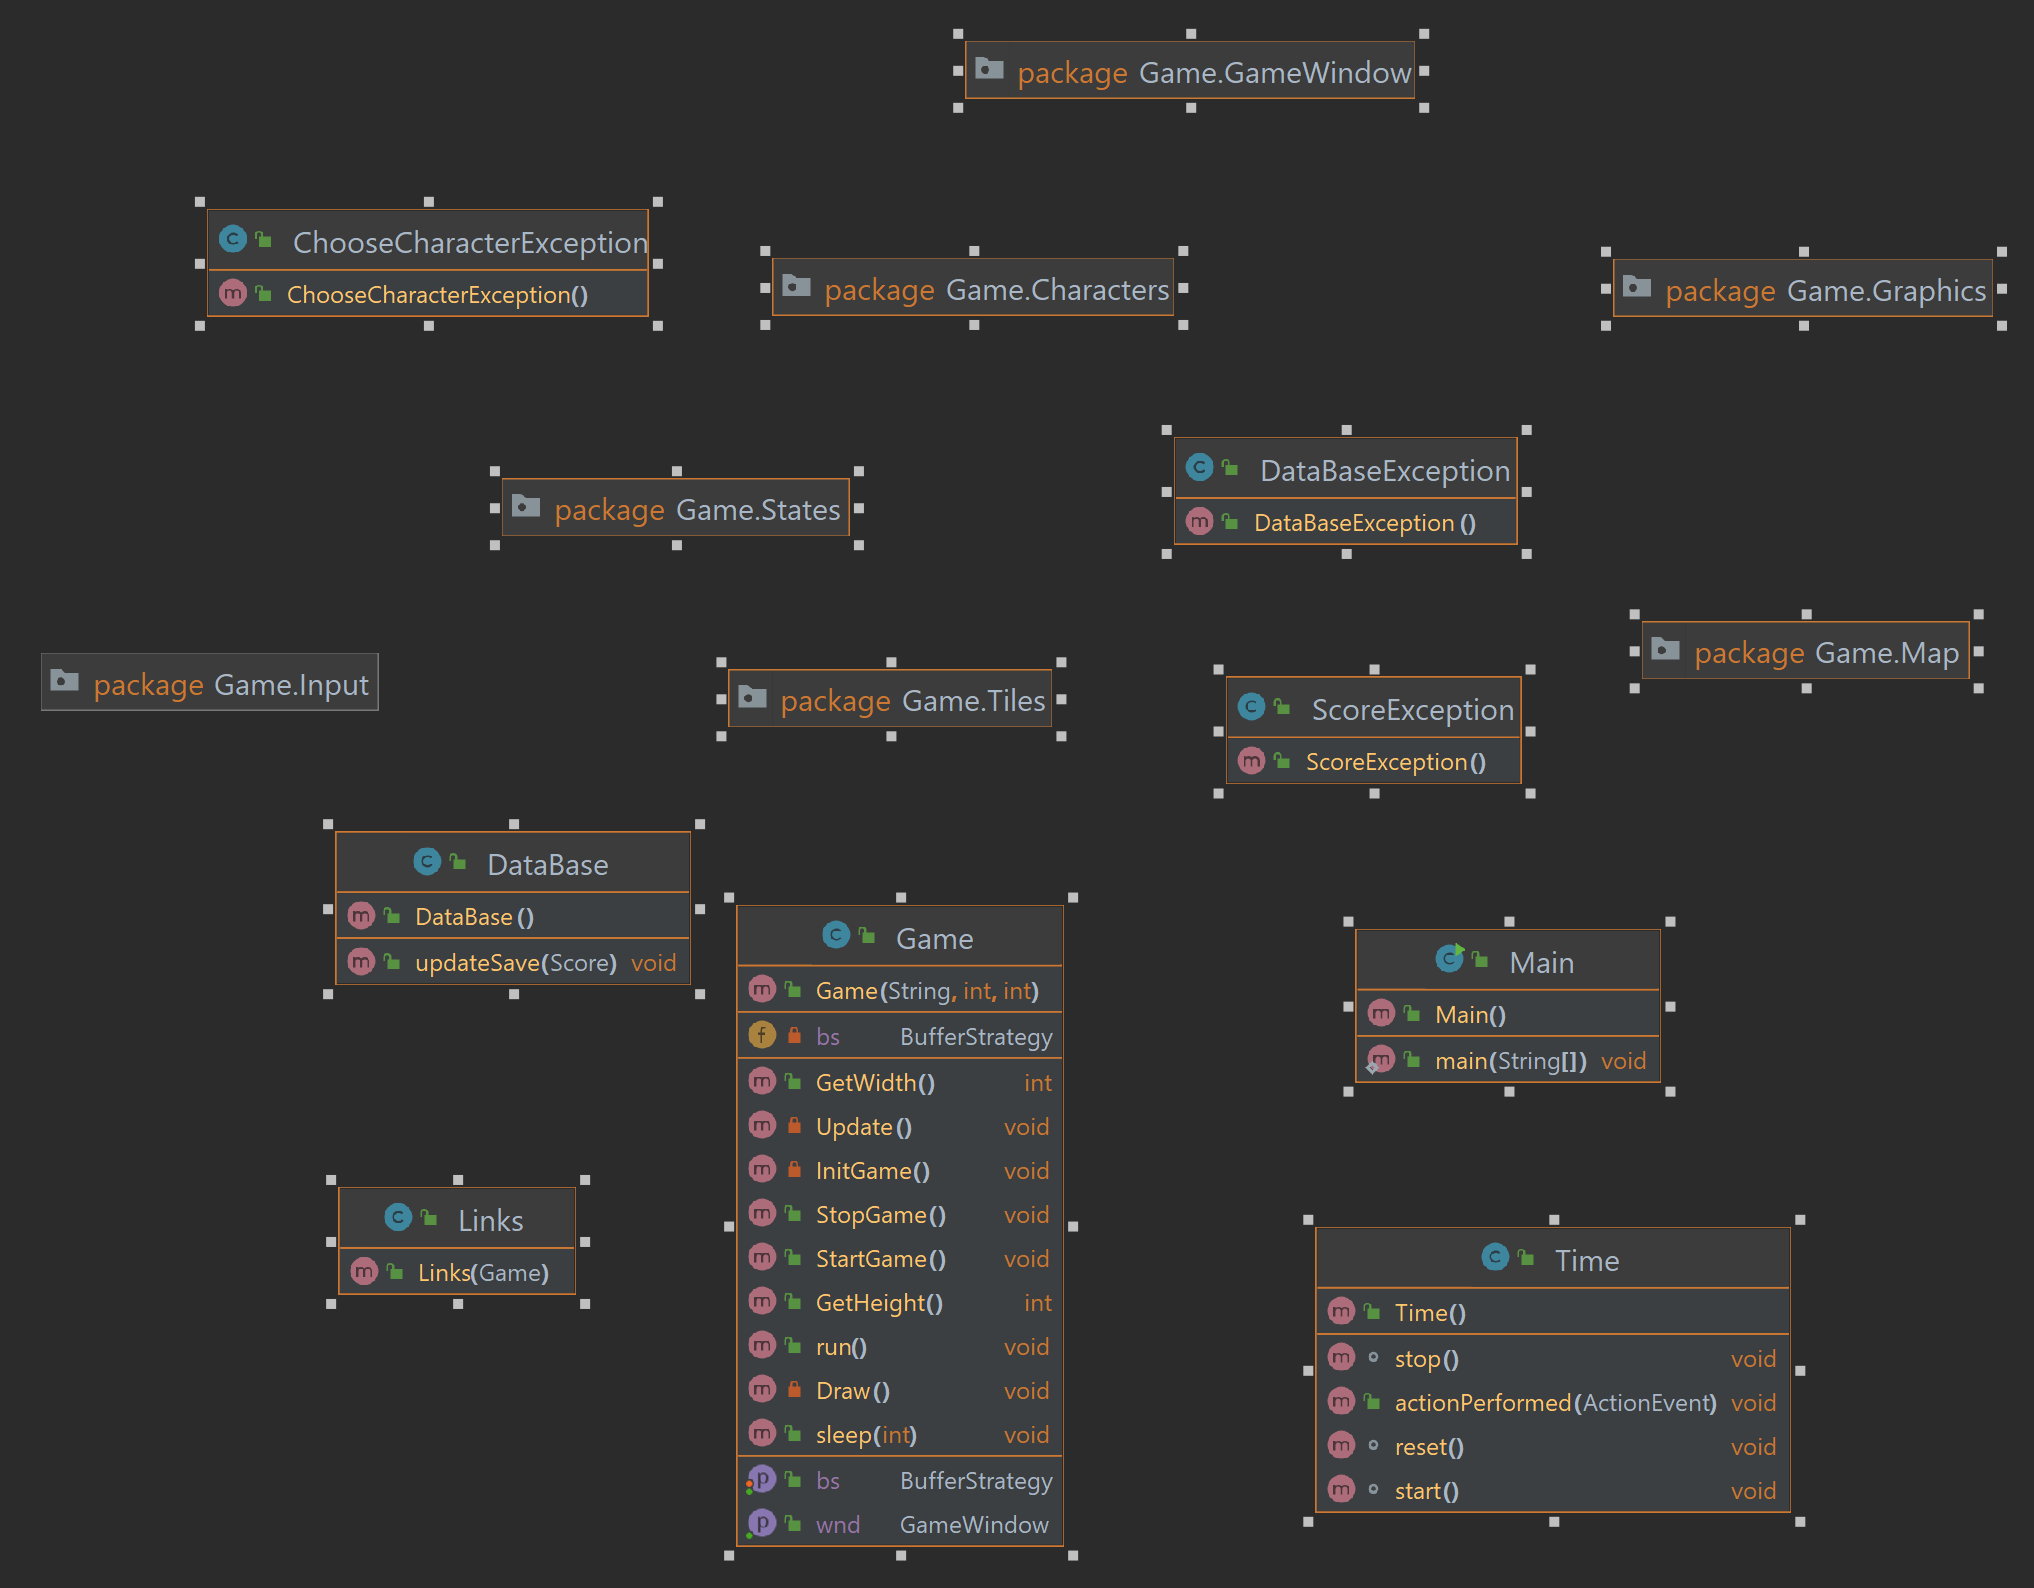 package Game.GameWindow
ChooseCharacterException
ChooseCharacterException()
package Game.Characters
package Game.Graphics
package Game.States
DataBaseException
DataBaseException()
package Game.Input
package Game.Tiles
ScoreException
ScoreException()
package Game.Map
DataBase
DataBase()
updateSave(Score) void
Game
Game(String, int, int)
f bs BufferStrategy
GetWidth() int
Update() void
InitGame() void
StopGame() void
StartGame() void
GetHeight() int
run() void
Draw() void
sleep(int) void
bs BufferStrategy
wnd GameWindow
Main
Main()
main(String[]) void
Links
Links(Game)
Time
Time()
stop() void
actionPerformed(ActionEvent) void
reset() void
start() void